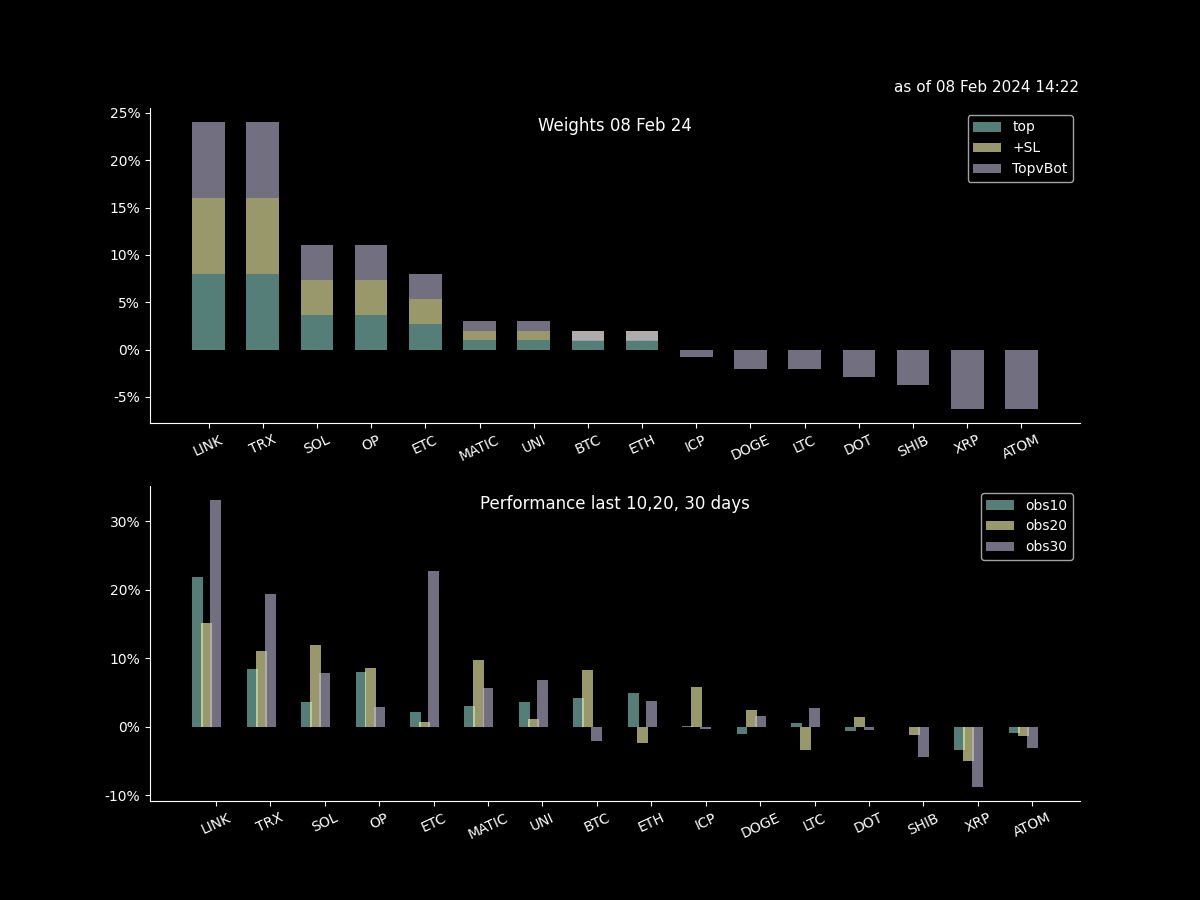 as of 08 Feb 2024 14:22
Weights 08 Feb 24
top
+SL
TopvBot
25%
20%
15%
10%
5%
0%
-5%
LINK TRX SOL OP ETC MATIC UNI BTC ETH ICP DOGE LTC DOT SHIB XRP ATOM
Performance last 10,20, 30 days
obs10
obs20
obs30
30%
20%
10%
0%
-10%
LINK TRX SOL OP ETC MATIC UNI BTC ETH ICP DOGE LTC DOT SHIB XRP ATOM